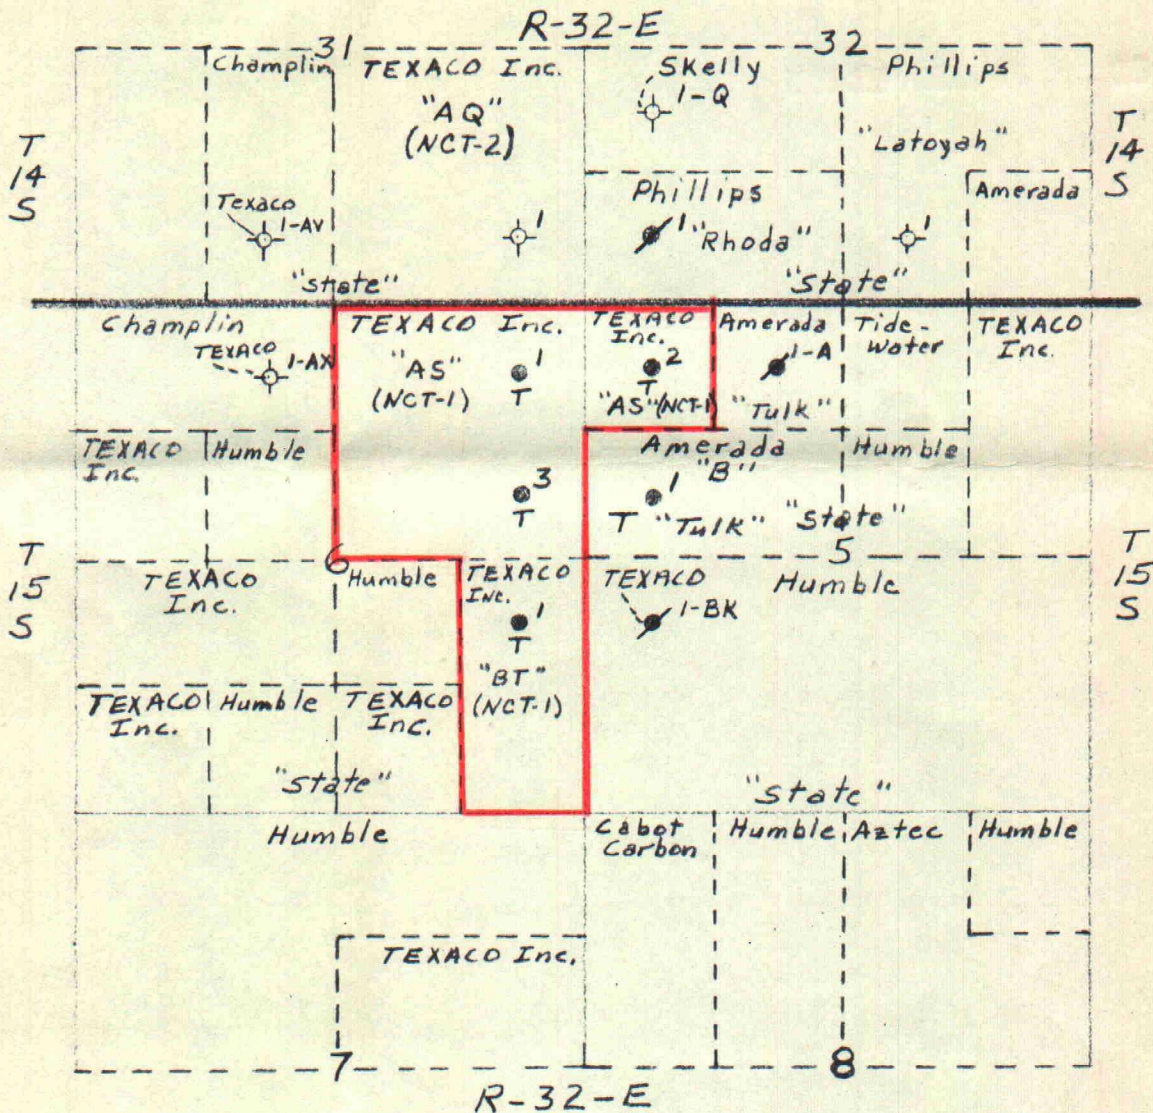 R-32-E
31 32
Champlin TEXACO Inc. Skelly Phillips
"AQ" 1-Q
(NCT-2) "Latoyah"
T 14 S T 14 S
Phillips Amerada
Texaco
1-AV 1 1 "Rhoda" 1
"State" "State"
Champlin TEXACO Inc. TEXACO Inc. Amerada Tide-water TEXACO Inc.
TEXACO 1-AX "AS" 1 2 1-A
(NCT-1) T T
"AS" (NCT-1) "Tulk"
TEXACO Inc. Humble Amerada Humble
"B"
3 1
T T "Tulk" "State"
T 15 S 6 5 T 15 S
TEXACO Inc. Humble TEXACO INC. TEXACO Humble
1 1-BK
T
"BT"
(NCT-1)
TEXACO Inc. Humble TEXACO Inc.
"State" "State"
Humble Cabot Carbon Humble Aztec Humble
TEXACO Inc.
7 8
R-32-E